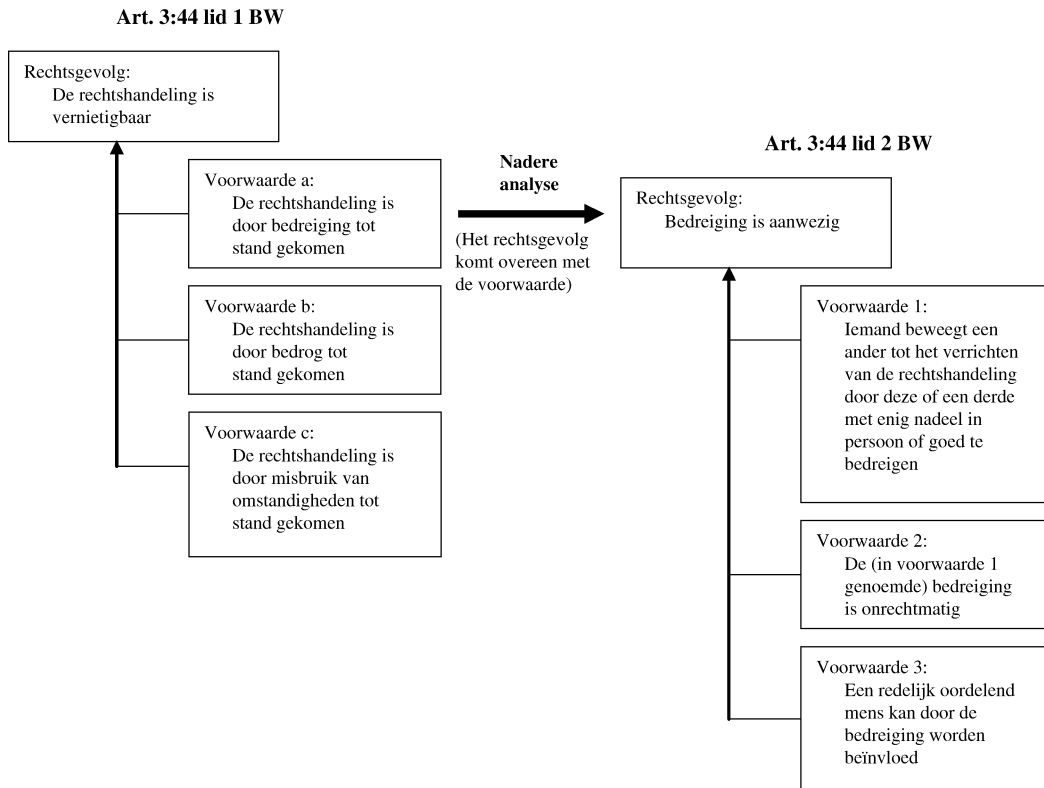 Art. 3:44 lid 1 BW
Rechtsgevolg:
De rechtshandeling is
vernietigbaar
Voorwaarde a:
De rechtshandeling is
door bedreiging tot
stand gekomen
Voorwaarde b:
De rechtshandeling is
door bedrog tot
stand gekomen
Voorwaarde c:
De rechtshandeling is
door misbruik van
omstandigheden tot
stand gekomen
Nadere
analyse
(Het rechtsgevolg
komt overeen met
de voorwaarde)
Art. 3:44 lid 2 BW
Rechtsgevolg:
Bedreiging is aanwezig
Voorwaarde 1:
Iemand beweegt een
ander tot het verrichten
van de rechtshandeling
door deze of een derde
met enig nadeel in
persoon of goed te
bedreigen
Voorwaarde 2:
De (in voorwaarde 1
genoemde) bedreiging
is onrechtmatig
Voorwaarde 3:
Een redelijk oordelend
mens kan door de
bedreiging worden
beïnvloed